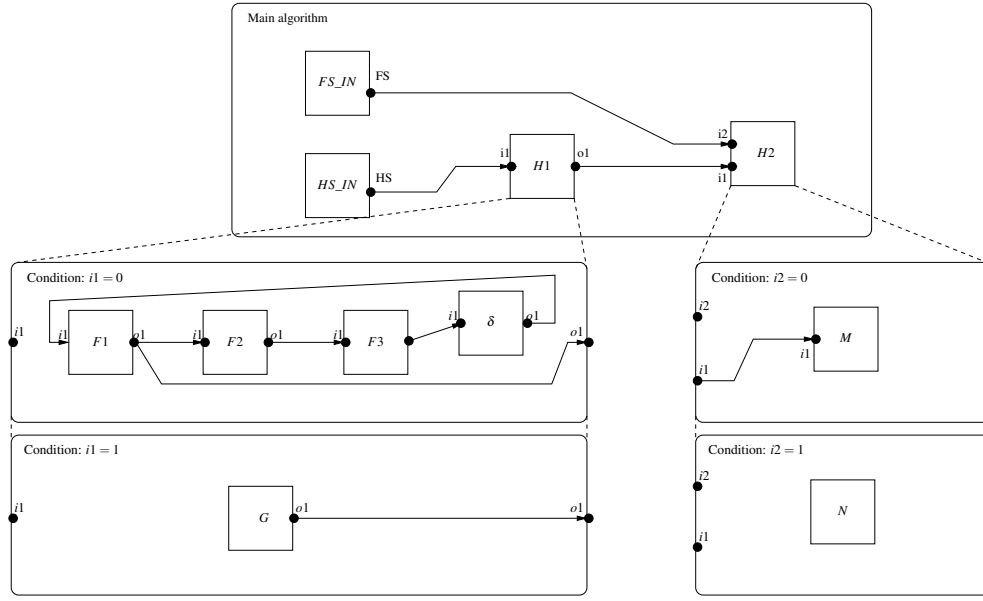 Main algorithm
FS_IN
FS
HS_IN
HS
i1
H1
o1
i2
i1
H2
Condition: i1 = 0
i1
i1
F1
o1
i1
F2
o1
i1
F3
i1
δ
o1
o1
Condition: i1 = 1
i1
G
o1
o1
Condition: i2 = 0
i2
i1
i1
M
Condition: i2 = 1
i2
i1
N